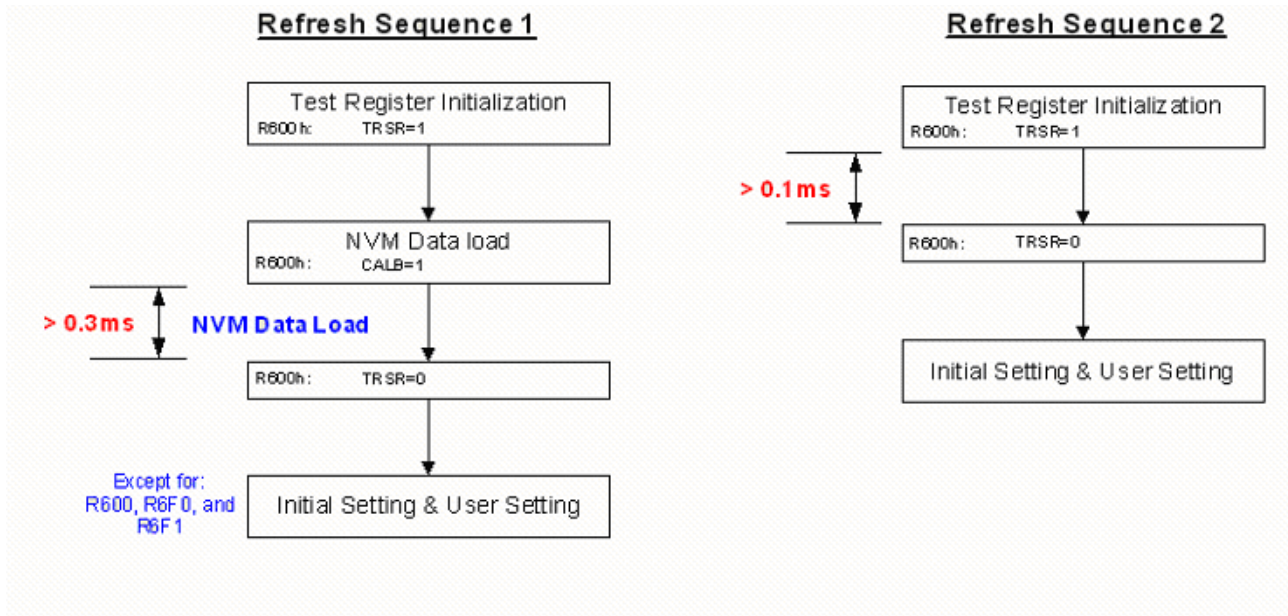 Refresh Sequence 1
Test Register Initialization
R600h: TRSR=1
NVM Data load
R600h: CALB=1
> 0.3ms
NVM Data Load
R600h: TRSR=0
Except for:
R600, R6F0, and
R6F1
Initial Setting & User Setting
Refresh Sequence 2
Test Register Initialization
R600h: TRSR=1
> 0.1ms
R600h: TRSR=0
Initial Setting & User Setting